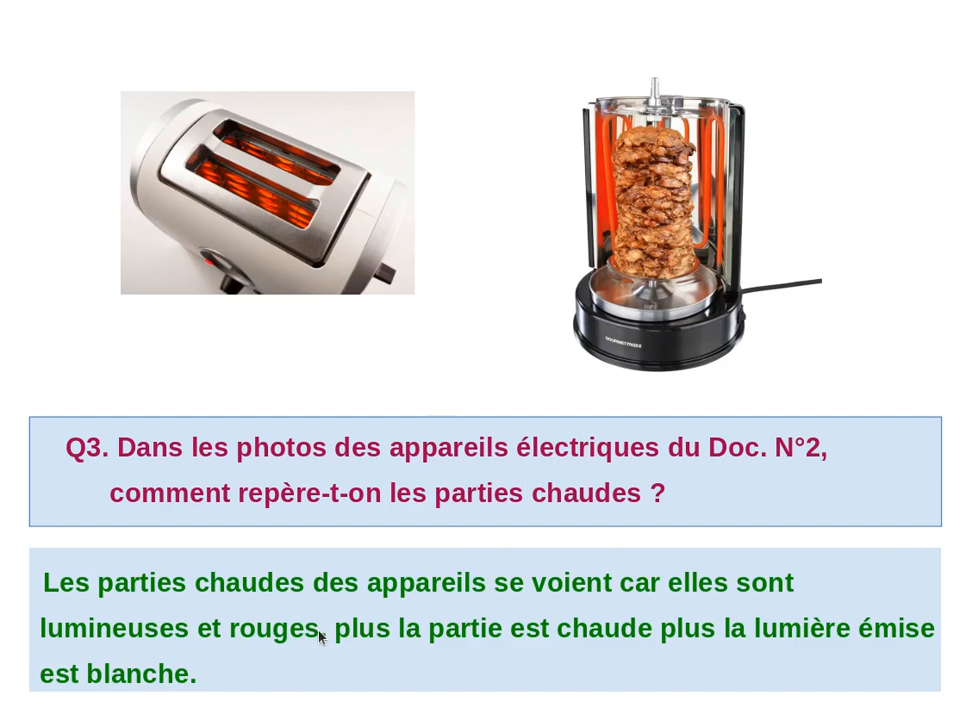 GOURMETMAXX
Q3. Dans les photos des appareils électriques du Doc. N°2,
comment repère-t-on les parties chaudes ?
Les parties chaudes des appareils se voient car elles sont
lumineuses et rouges, plus la partie est chaude plus la lumière émise
est blanche.